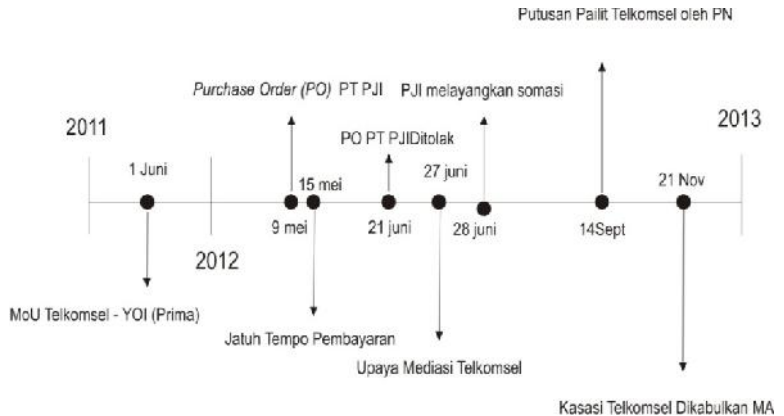 Putusan Pailit Telkomsel oleh PN
Purchase Order (PO) PT PJI
PJI melayangkan somasi
2011
2013
PO PT PJIDitolak
1 Juni
15 mei
27 juni
21 Nov
9 mei
21 juni
28 juni
14Sept
2012
MoU Telkomsel - YOI (Prima)
Jatuh Tempo Pembayaran
Upaya Mediasi Telkomsel
Kasasi Telkomsel Dikabulkan MA